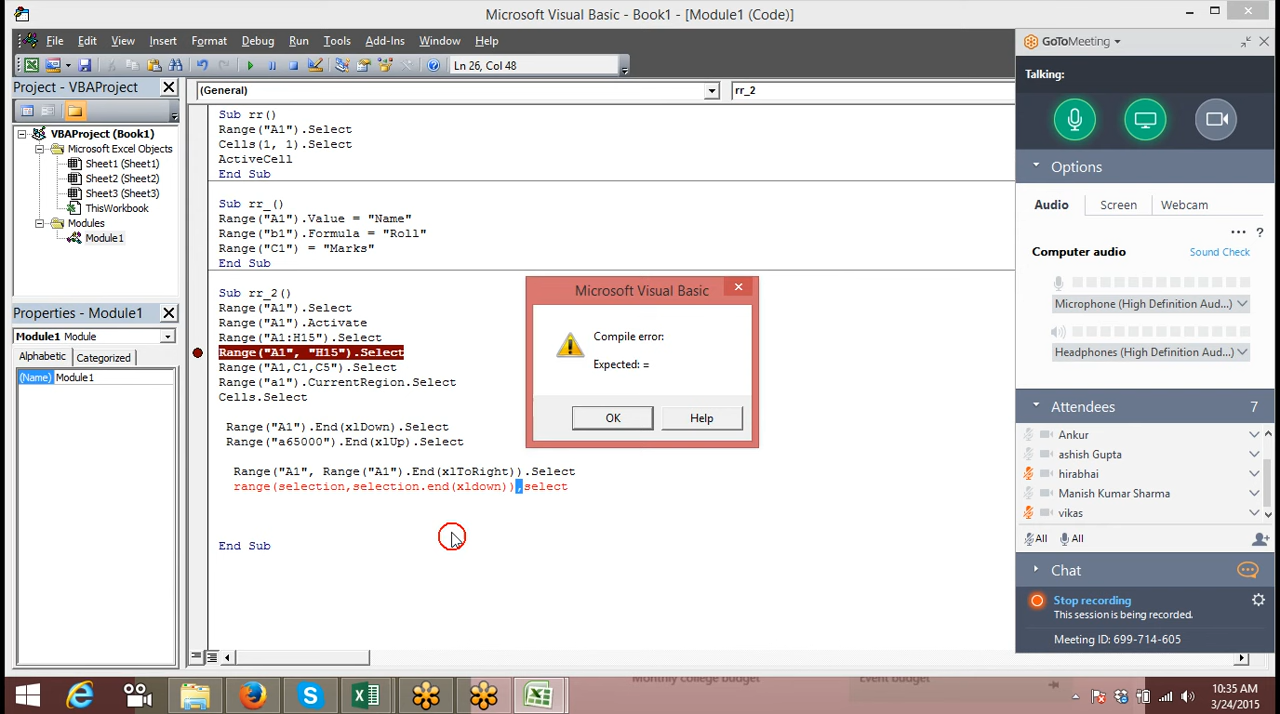 Microsoft Visual Basic - Book1 - [Module1 (Code)]
File Edit View Insert Format Debug Run Tools Add-Ins Window Help
Ln 26, Col 48
Project - VBAProject
VBAProject (Book1)
Microsoft Excel Objects
Sheet1 (Sheet1)
Sheet2 (Sheet2)
Sheet3 (Sheet3)
ThisWorkbook
Modules
Module1
Properties - Module1
Module1 Module
Alphabetic Categorized
(Name) Module1
(General) rr_2
Sub rr()
Range("A1").Select
Cells(1, 1).Select
ActiveCell
End Sub
Sub rr_()
Range("A1").Value = "Name"
Range("b1").Formula = "Roll"
Range("C1") = "Marks"
End Sub
Sub rr_2()
Range("A1").Select
Range("A1").Activate
Range("A1:H15").Select
Range("A1", "H15").Select
Range("A1,C1,C5").Select
Range("a1").CurrentRegion.Select
Cells.Select
Range("A1").End(xlDown).Select
Range("a65000").End(xlUp).Select
Range("A1", Range("A1").End(xlToRight)).Select
range(selection,selection.end(xldown)),select
End Sub
Microsoft Visual Basic
Compile error:
Expected: =
OK Help
GoToMeeting
Talking:
Options
Audio Screen Webcam
... ?
Computer audio Sound Check
Microphone (High Definition Aud...)
Headphones (High Definition Aud...)
Attendees 7
Ankur
ashish Gupta
hirabhai
Manish Kumar Sharma
vikas
All All
Chat
Stop recording
This session is being recorded.
Meeting ID: 699-714-605
Monthly college budget Event budget
10:35 AM
3/24/2015